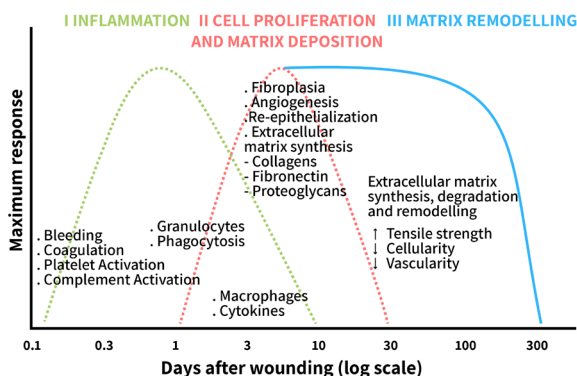 I INFLAMMATION
II CELL PROLIFERATION
AND MATRIX DEPOSITION
III MATRIX REMODELLING
Maximum response
. Bleeding
. Coagulation
. Platelet Activation
. Complement Activation
. Granulocytes
. Phagocytosis
. Macrophages
. Cytokines
. Fibroplasia
. Angiogenesis
.Re-epithelialization
. Extracellular
matrix synthesis
- Collagens
- Fibronectin
- Proteoglycans
Extracellular matrix
synthesis, degradation
and remodelling
↑ Tensile strength
↓ Cellularity
↓ Vascularity
0.1 0.3 1 3 10 30 100 300
Days after wounding (log scale)